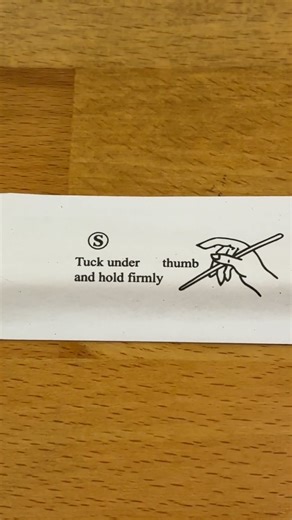 Ⓢ
Tuck under thumb
and hold firmly